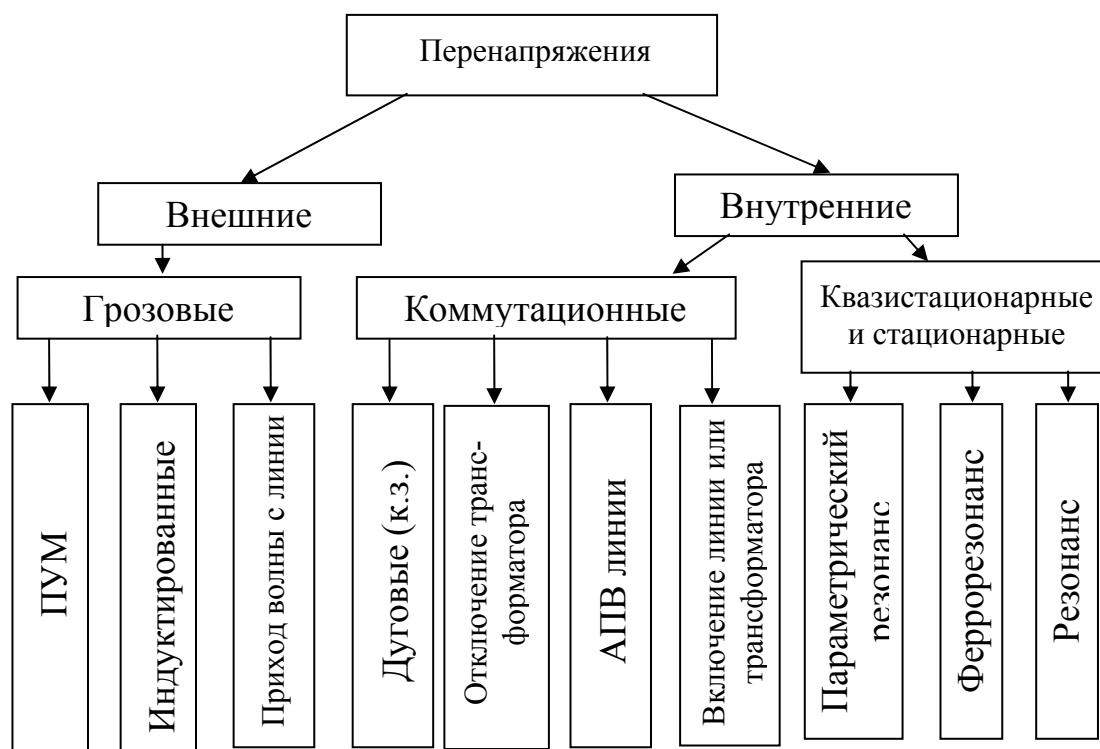 Перенапряжения
Внешние
Внутренние
Грозовые
Коммутационные
Квазистационарные
и стационарные
ПУМ
Индуктированные
Приход волны с линии
Дуговые (к.з.)
Отключение транс-
форматора
АПВ линии
Включение линии или
трансформатора
Параметрический
резонанс
Феррорезонанс
Резонанс